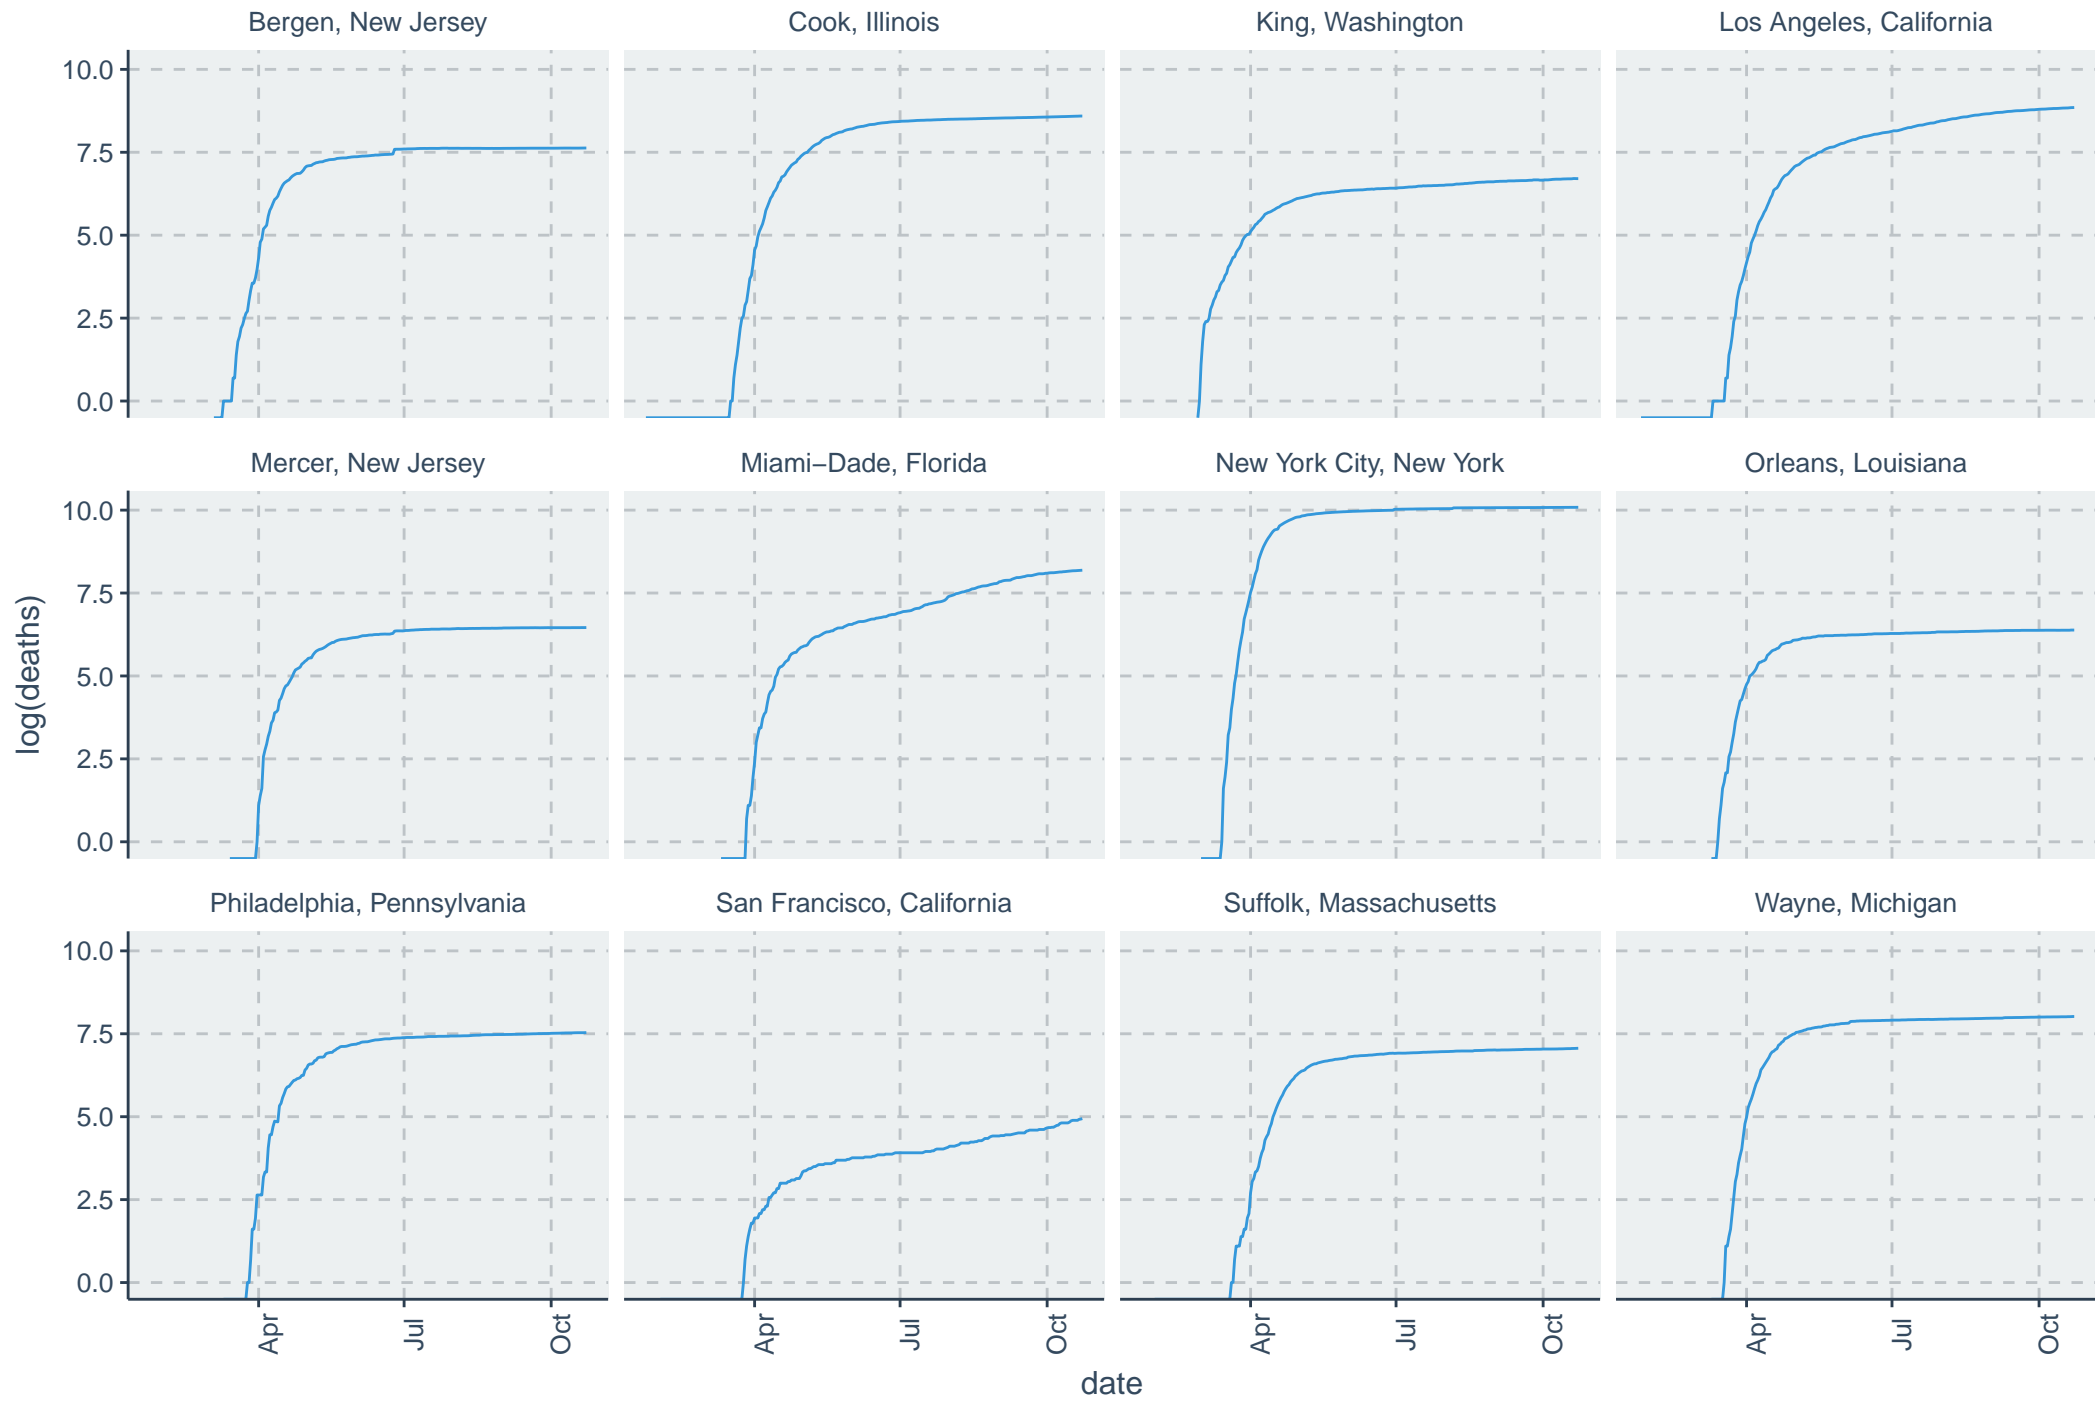 Bergen, New Jersey
Cook, Illinois
King, Washington
Los Angeles, California
10.0
7.5
5.0
2.5
0.0
Mercer, New Jersey
Miami−Dade, Florida
New York City, New York
Orleans, Louisiana
10.0
7.5
5.0
2.5
0.0
log(deaths)
Philadelphia, Pennsylvania
San Francisco, California
Suffolk, Massachusetts
Wayne, Michigan
10.0
7.5
5.0
2.5
0.0
Apr
Jul
Oct
Apr
Jul
Oct
Apr
Jul
Oct
Apr
Jul
Oct
date